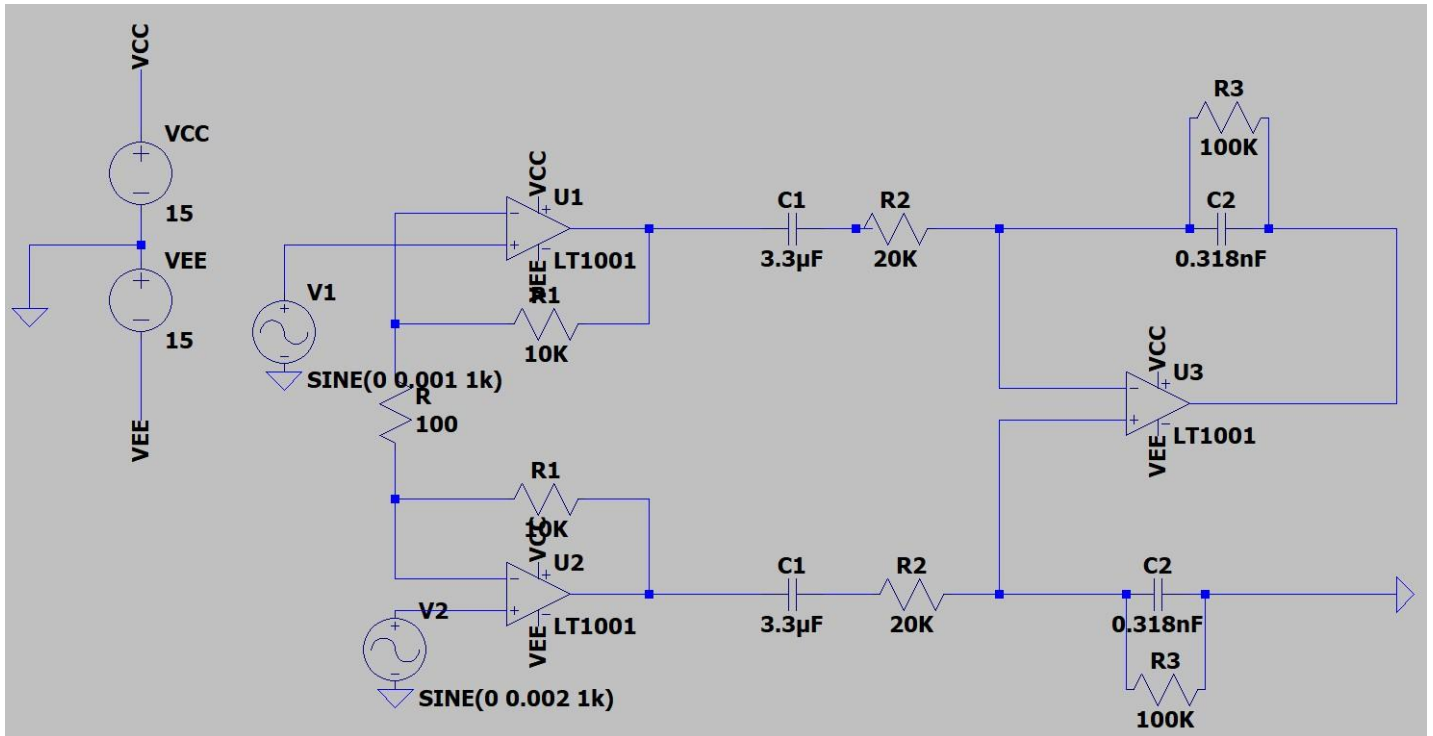 VCC
VCC
15
VEE
15
VEE
V1
SINE(0 0.001 1k)
VCC
U1
VEE
LT1001
R1
10K
R
100
R1
10K
VCC
U2
VEE
LT1001
V2
SINE(0 0.002 1k)
C1
3.3µF
R2
20K
R3
100K
C2
0.318nF
VCC
U3
VEE
LT1001
C1
3.3µF
R2
20K
C2
0.318nF
R3
100K